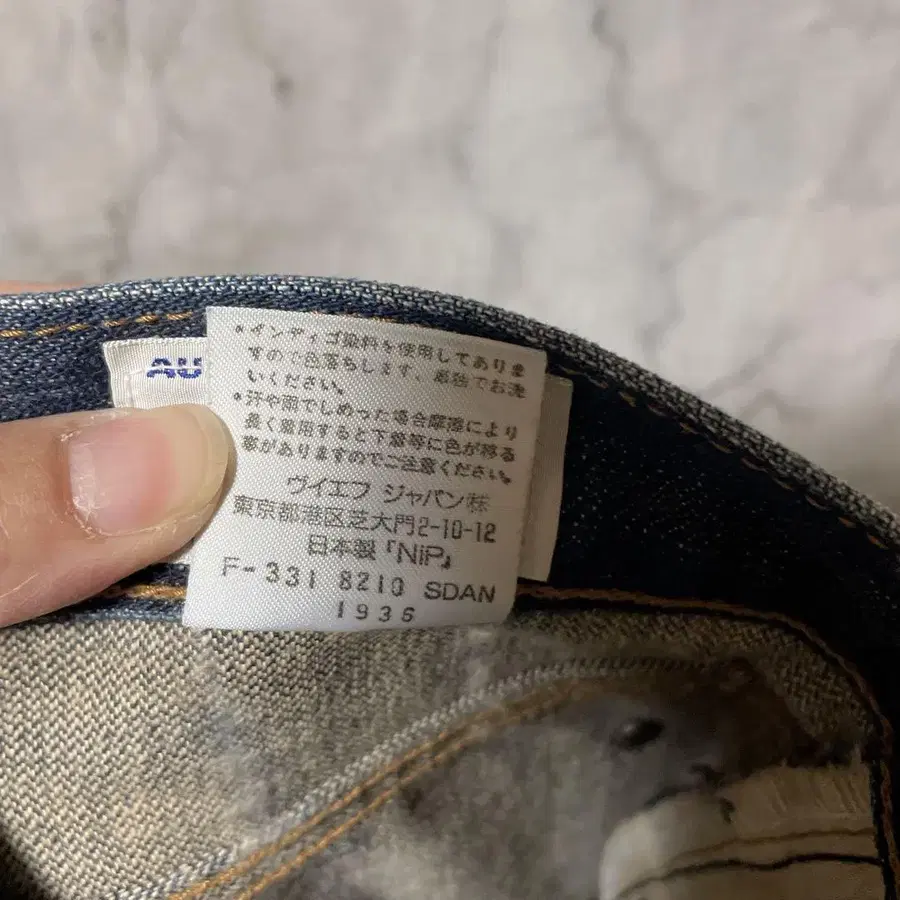 AU
*インディゴ染料を使用してありま
すので色落ちします、単独でお洗
いください。
*汗や雨でしめった場合摩擦により
長く着用すると下着等に色が移る
事がありますのでご注意ください。
ヴイエフ ジャパン㈱
東京都港区芝大門2-10-12
日本製「NiP」
F-331 8210 SDAN
1936